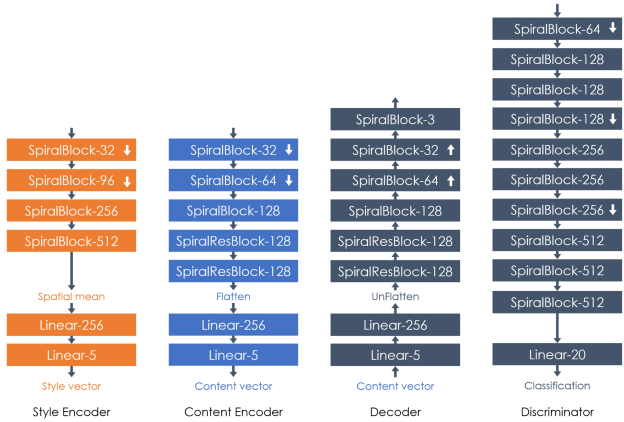 SpiralBlock-32
SpiralBlock-96
SpiralBlock-256
SpiralBlock-512
Spatial mean
Linear-256
Linear-5
Style vector
Style Encoder
SpiralBlock-32
SpiralBlock-64
SpiralBlock-128
SpiralResBlock-128
SpiralResBlock-128
Flatten
Linear-256
Linear-5
Content vector
Content Encoder
SpiralBlock-3
SpiralBlock-32
SpiralBlock-64
SpiralBlock-128
SpiralResBlock-128
SpiralResBlock-128
UnFlatten
Linear-256
Linear-5
Content vector
Decoder
SpiralBlock-64
SpiralBlock-128
SpiralBlock-128
SpiralBlock-128
SpiralBlock-256
SpiralBlock-256
SpiralBlock-256
SpiralBlock-512
SpiralBlock-512
SpiralBlock-512
Linear-20
Classification
Discriminator